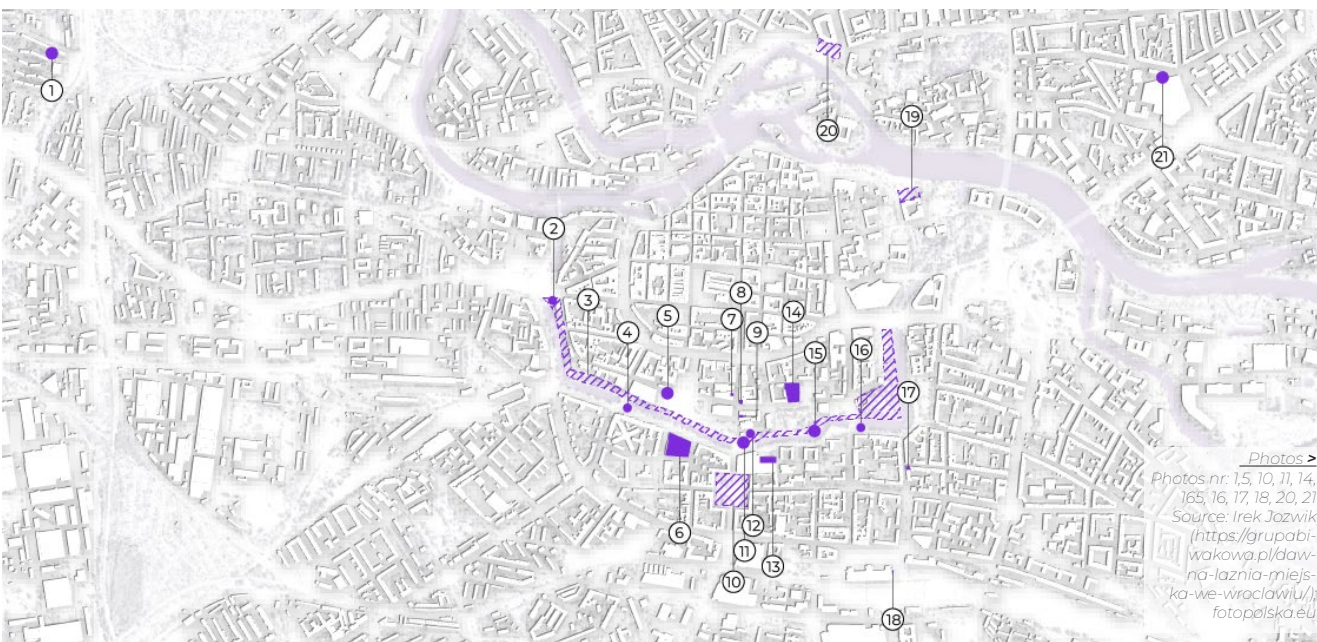 1
2
3
4
5
6
7
8
9
10
11
12
13
14
15
16
17
18
19
20
21
Photos >
Photos nr: 1,5, 10, 11, 14,
165, 16, 17, 18, 20, 21
Source: Irek Jozwik
(https://grupabi-
wakowa.pl/daw-
na-laznia-miejs-
ka-we-wroclawiu/);
fotopolska.eu